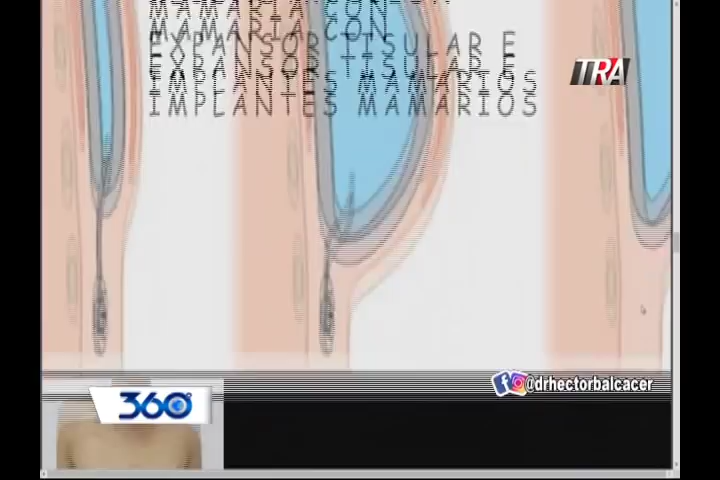 MAMARIA CON
EXPANSOR TISULAR E
IMPLANTES MAMARIOS
TRA
@drhectorbalcacer
360°